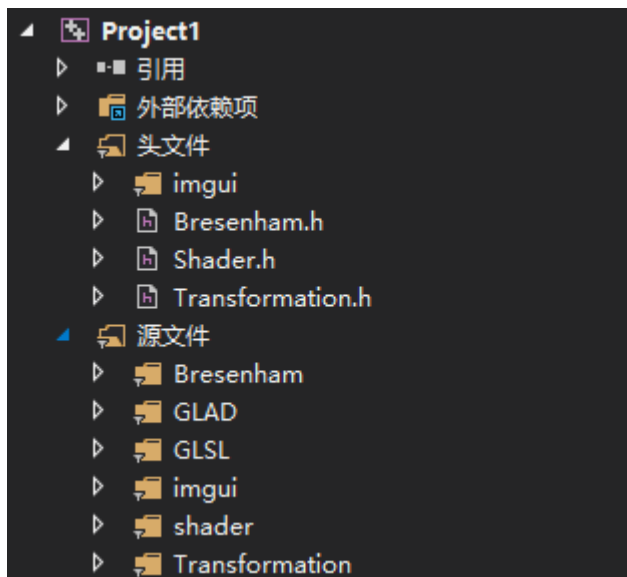 Project1
引用
外部依赖项
头文件
imgui
Bresenham.h
Shader.h
Transformation.h
源文件
Bresenham
GLAD
GLSL
imgui
shader
Transformation